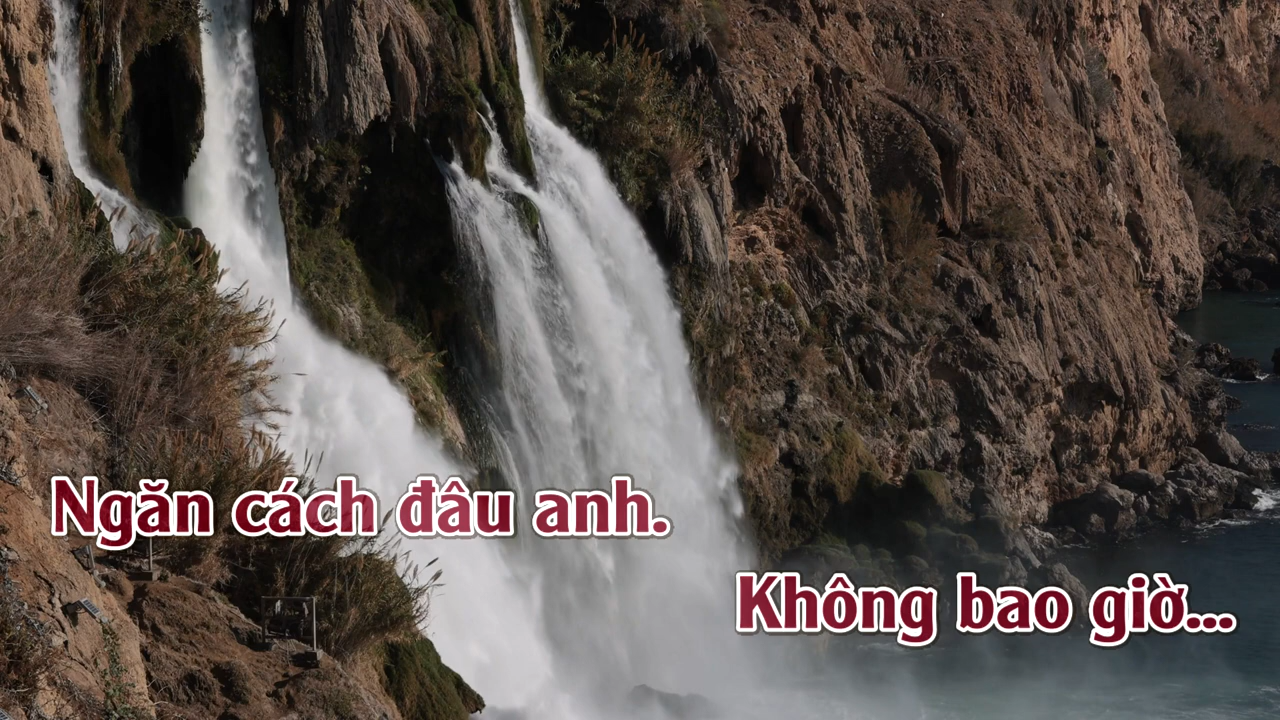 Ngăn cách đâu anh.
Không bao giờ...